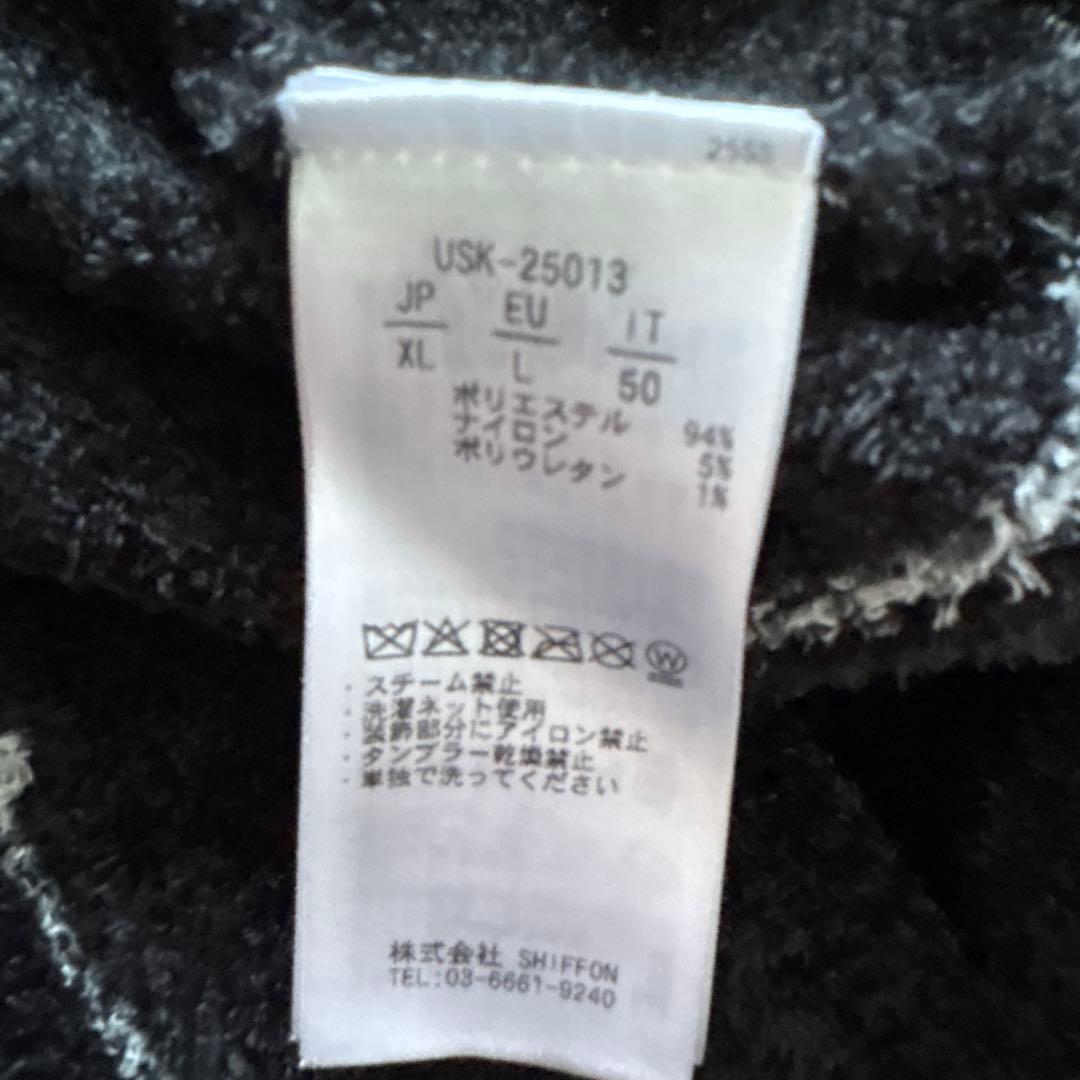 USK-25013
JP EU IT
XL L 50
ポリエステル 94%
ナイロン 5%
ポリウレタン 1%
W
・スチーム禁止
・洗濯ネット使用
・装飾部分にアイロン禁止
・タンブラー乾燥禁止
・単独で洗ってください
株式会社 SHIFFON
TEL:03-6661-9240